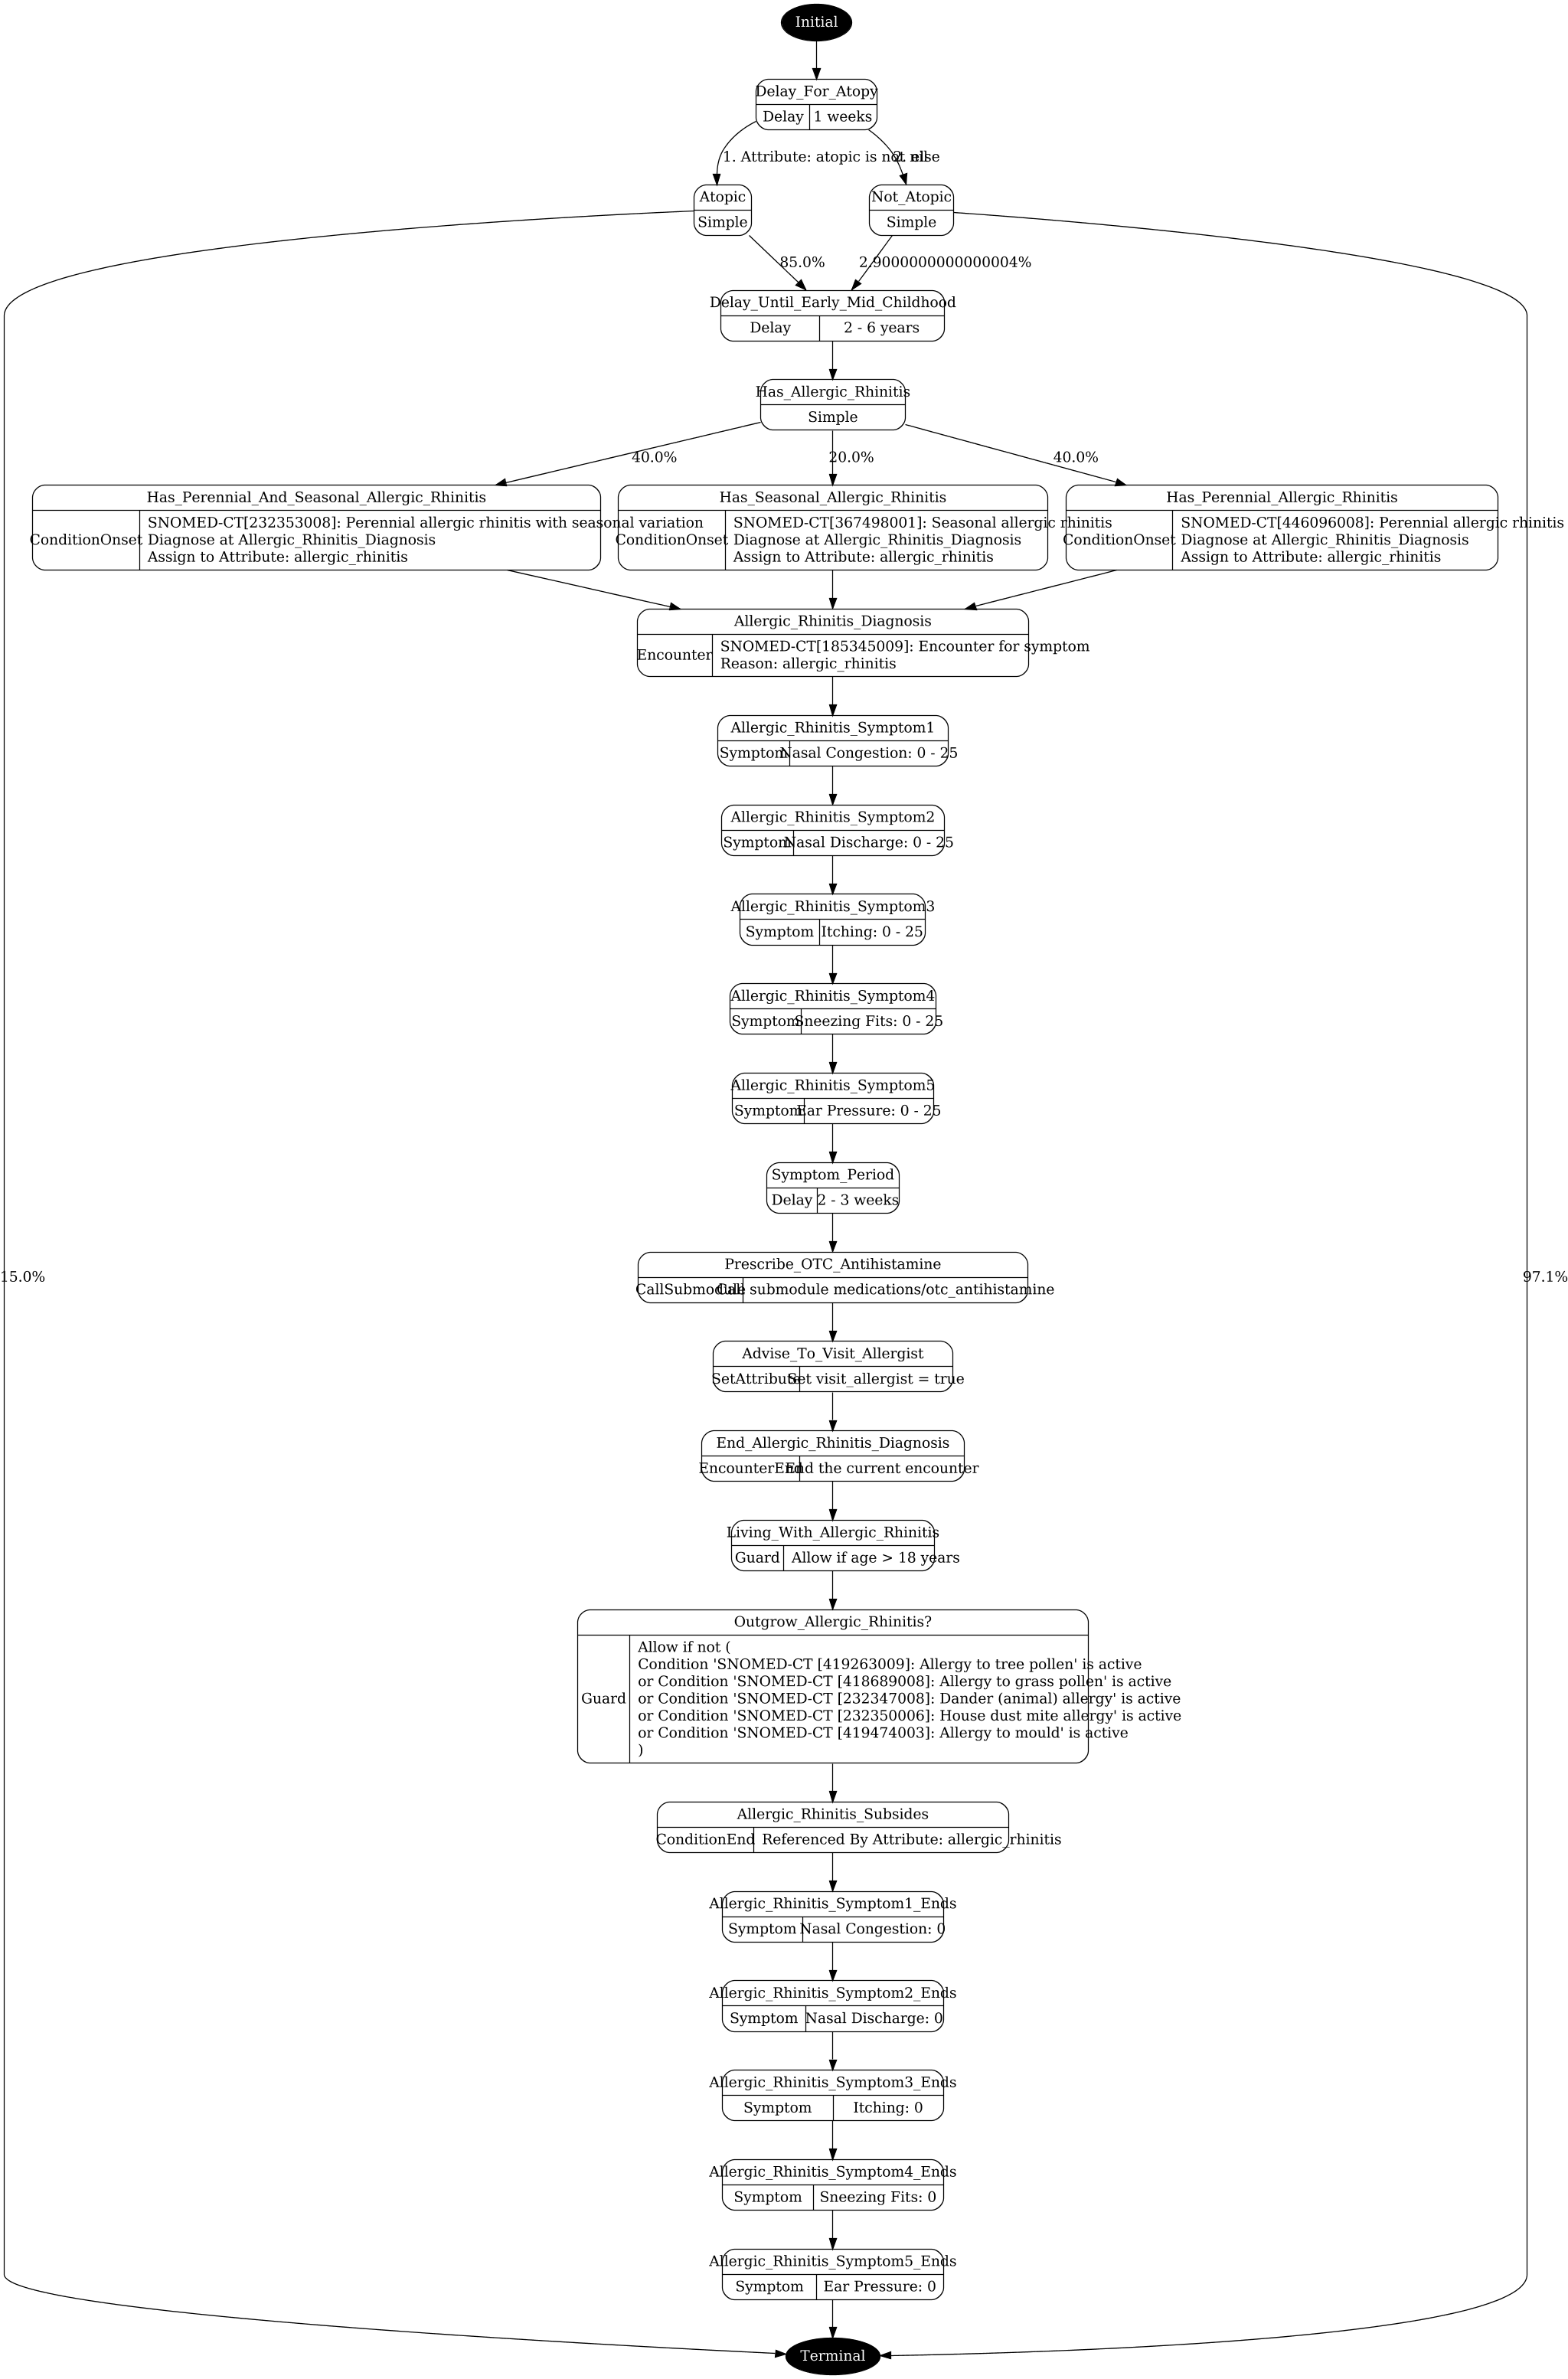 Initial
Delay_For_Atopy
Delay
1 weeks
1. Attribute: atopic is not nil
2. else
Atopic
Simple
Not_Atopic
Simple
85.0%
2.9000000000000004%
Delay_Until_Early_Mid_Childhood
Delay
2 - 6 years
Has_Allergic_Rhinitis
Simple
40.0%
20.0%
40.0%
Has_Perennial_And_Seasonal_Allergic_Rhinitis
ConditionOnset
SNOMED-CT[232353008]: Perennial allergic rhinitis with seasonal variation
Diagnose at Allergic_Rhinitis_Diagnosis
Assign to Attribute: allergic_rhinitis
Has_Seasonal_Allergic_Rhinitis
ConditionOnset
SNOMED-CT[367498001]: Seasonal allergic rhinitis
Diagnose at Allergic_Rhinitis_Diagnosis
Assign to Attribute: allergic_rhinitis
Has_Perennial_Allergic_Rhinitis
ConditionOnset
SNOMED-CT[446096008]: Perennial allergic rhinitis
Diagnose at Allergic_Rhinitis_Diagnosis
Assign to Attribute: allergic_rhinitis
Allergic_Rhinitis_Diagnosis
Encounter
SNOMED-CT[185345009]: Encounter for symptom
Reason: allergic_rhinitis
Allergic_Rhinitis_Symptom1
Symptom
Nasal Congestion: 0 - 25
Allergic_Rhinitis_Symptom2
Symptom
Nasal Discharge: 0 - 25
Allergic_Rhinitis_Symptom3
Symptom
Itching: 0 - 25
Allergic_Rhinitis_Symptom4
Symptom
Sneezing Fits: 0 - 25
Allergic_Rhinitis_Symptom5
Symptom
Ear Pressure: 0 - 25
Symptom_Period
Delay
2 - 3 weeks
Prescribe_OTC_Antihistamine
CallSubmodule
Call submodule medications/otc_antihistamine
15.0%
97.1%
Advise_To_Visit_Allergist
SetAttribute
Set visit_allergist = true
End_Allergic_Rhinitis_Diagnosis
EncounterEnd
End the current encounter
Living_With_Allergic_Rhinitis
Guard
Allow if age > 18 years
Outgrow_Allergic_Rhinitis?
Guard
Allow if not (
Condition 'SNOMED-CT [419263009]: Allergy to tree pollen' is active
or Condition 'SNOMED-CT [418689008]: Allergy to grass pollen' is active
or Condition 'SNOMED-CT [232347008]: Dander (animal) allergy' is active
or Condition 'SNOMED-CT [232350006]: House dust mite allergy' is active
or Condition 'SNOMED-CT [419474003]: Allergy to mould' is active
)
Allergic_Rhinitis_Subsides
ConditionEnd
Referenced By Attribute: allergic_rhinitis
Allergic_Rhinitis_Symptom1_Ends
Symptom
Nasal Congestion: 0
Allergic_Rhinitis_Symptom2_Ends
Symptom
Nasal Discharge: 0
Allergic_Rhinitis_Symptom3_Ends
Symptom
Itching: 0
Allergic_Rhinitis_Symptom4_Ends
Symptom
Sneezing Fits: 0
Allergic_Rhinitis_Symptom5_Ends
Symptom
Ear Pressure: 0
Terminal